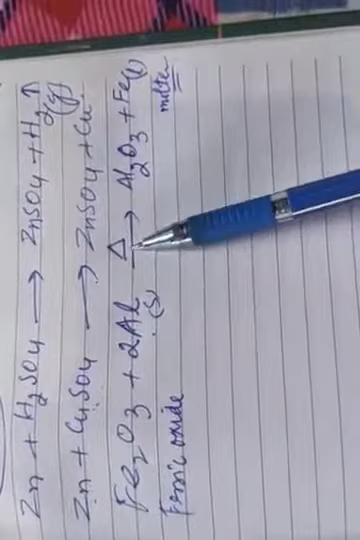 Zn + H2SO4 → ZnSO4 + H2(g)↑
Zn + CuSO4 → ZnSO4 + Cu
Fe2O3 + 2Al(s) Δ→ Al2O3 + Fe(l)
Ferric oxide molten